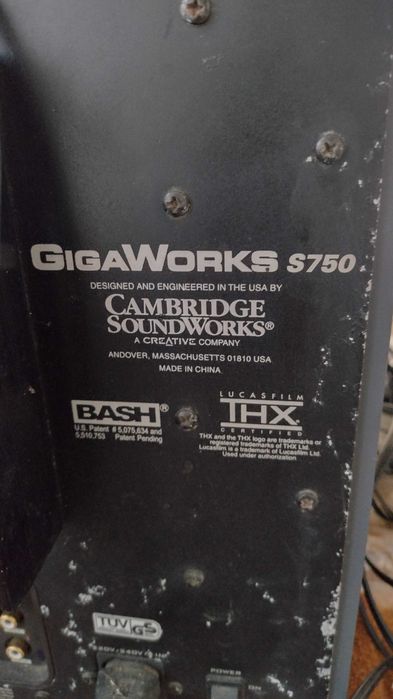 GIGAWORKS S750
DESIGNED AND ENGINEERED IN THE USA BY
CAMBRIDGE
SOUNDWORKS®
A CREATIVE COMPANY
ANDOVER, MASSACHUSETTS 01810 USA
MADE IN CHINA
BASH®
U.S. Patent # 5,075,634 and
5,510,753 Patent Pending
LUCASFILM
THX
CERTIFIED
THX and the THX logo are trademarks or
registered trademarks of THX Ltd.
Lucasfilm is a trademark of Lucasfilm Ltd.
Used under authorization
TUV GS
POWER
ON